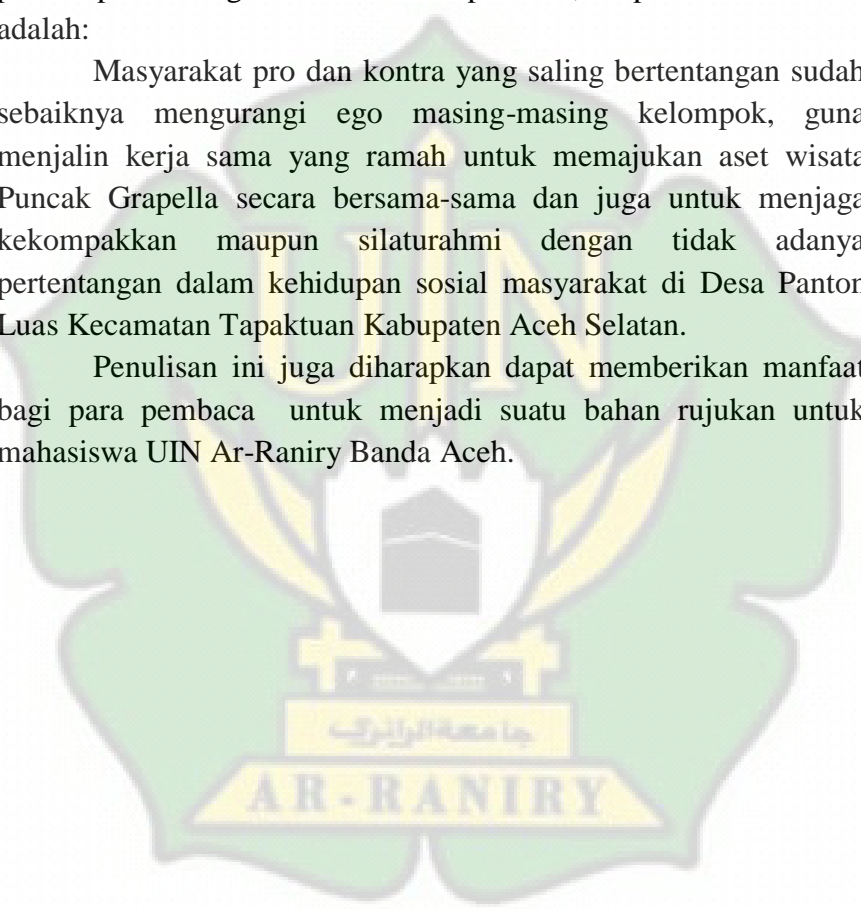 adalah:
Masyarakat pro dan kontra yang saling bertentangan sudah
sebaiknya mengurangi ego masing-masing kelompok, guna
menjalin kerja sama yang ramah untuk memajukan aset wisata
Puncak Grapella secara bersama-sama dan juga untuk menjaga
kekompakkan maupun silaturahmi dengan tidak adanya
pertentangan dalam kehidupan sosial masyarakat di Desa Panton
Luas Kecamatan Tapaktuan Kabupaten Aceh Selatan.
Penulisan ini juga diharapkan dapat memberikan manfaat
bagi para pembaca untuk menjadi suatu bahan rujukan untuk
mahasiswa UIN Ar-Raniry Banda Aceh.
UIN
جامعة الرانري
AR-RANIRY